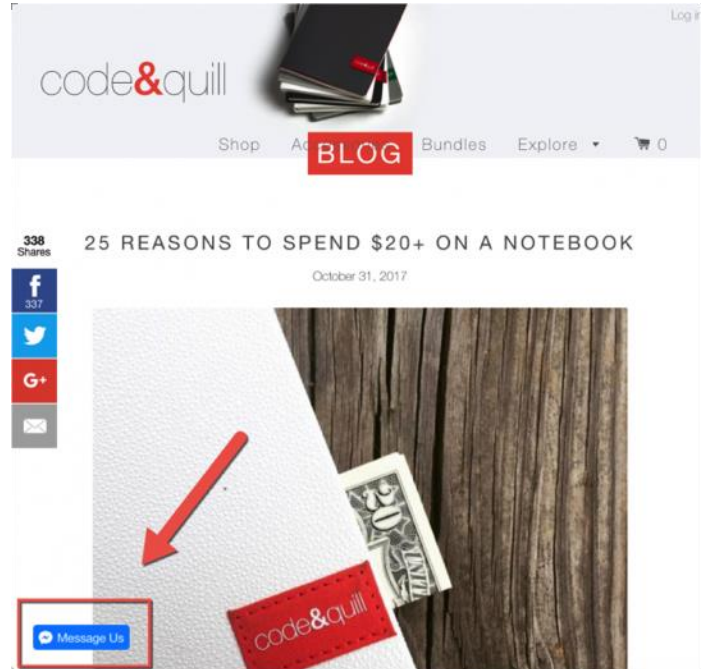 Log in
code&quill
Shop
Bundles
Explore
0
BLOG
338
Shares
25 REASONS TO SPEND $20+ ON A NOTEBOOK
October 31, 2017
f
337
G+
code&quill
Message Us